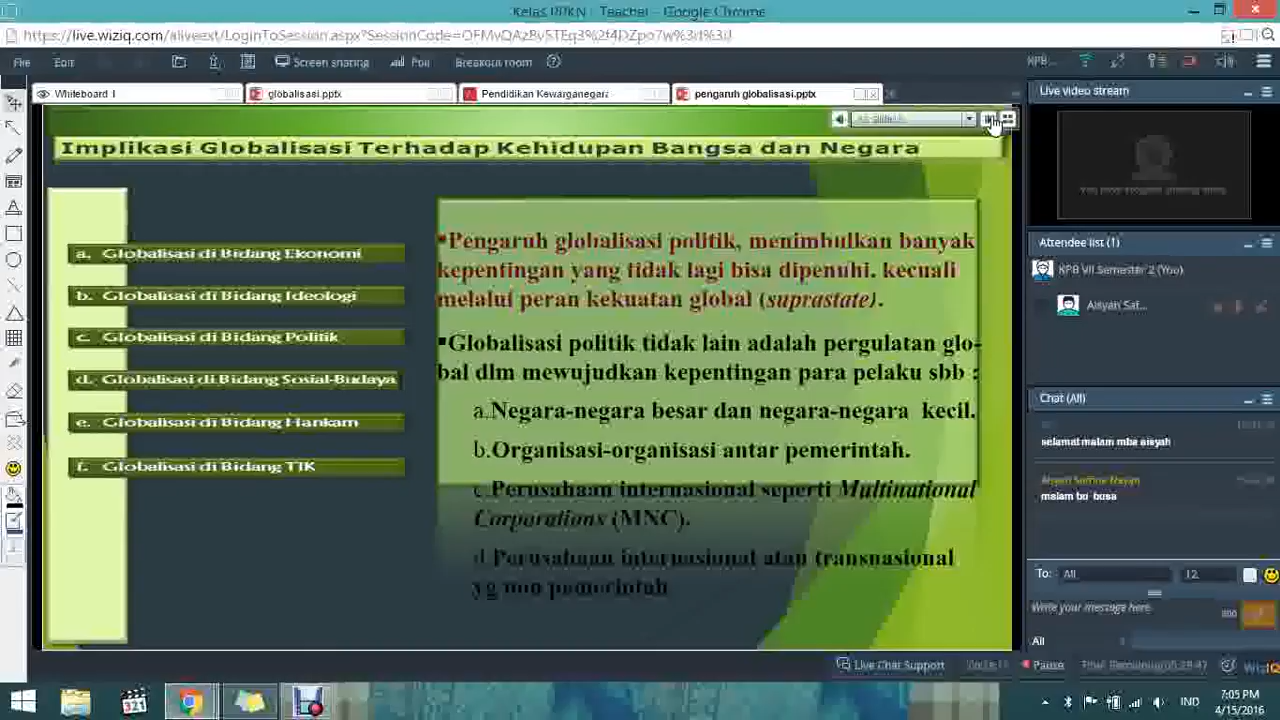 Kelas PPKN - Teacher - Google Chrome
File Edit Screen sharing Poll Breakout room
Whiteboard 1 globalisasi.pptx Pendidikan Kewarganegara pengaruh globalisasi.pptx
Implikasi Globalisasi Terhadap Kehidupan Bangsa dan Negara
a. Globalisasi di Bidang Ekonomi
b. Globalisasi di Bidang Ideologi
c. Globalisasi di Bidang Politik
d. Globalisasi di Bidang Sosial-Budaya
e. Globalisasi di Bidang Hankam
f. Globalisasi di Bidang TIK
▪Pengaruh globalisasi politik, menimbulkan banyak
kepentingan yang tidak lagi bisa dipenuhi. kecuali
melalui peran kekuatan global (suprastate).
▪Globalisasi politik tidak lain adalah pergulatan glo-
bal dlm mewujudkan kepentingan para pelaku sbb :
a.Negara-negara besar dan negara-negara kecil.
b.Organisasi-organisasi antar pemerintah.
c.Perusahaan internasional seperti Multinational
Corporations (MNC).
d.Perusahaan internasional atau transnasional
yg non pemerintah
Live video stream
Attendee list (1)
KPB VII Semester 2 (You)
Aisyah Saf...
Chat (All)
selamat malam mba aisyah
malam bu busa
To: All 12
Write your message here
All
Live Chat Support Pause
IND
7:05 PM
4/15/2016